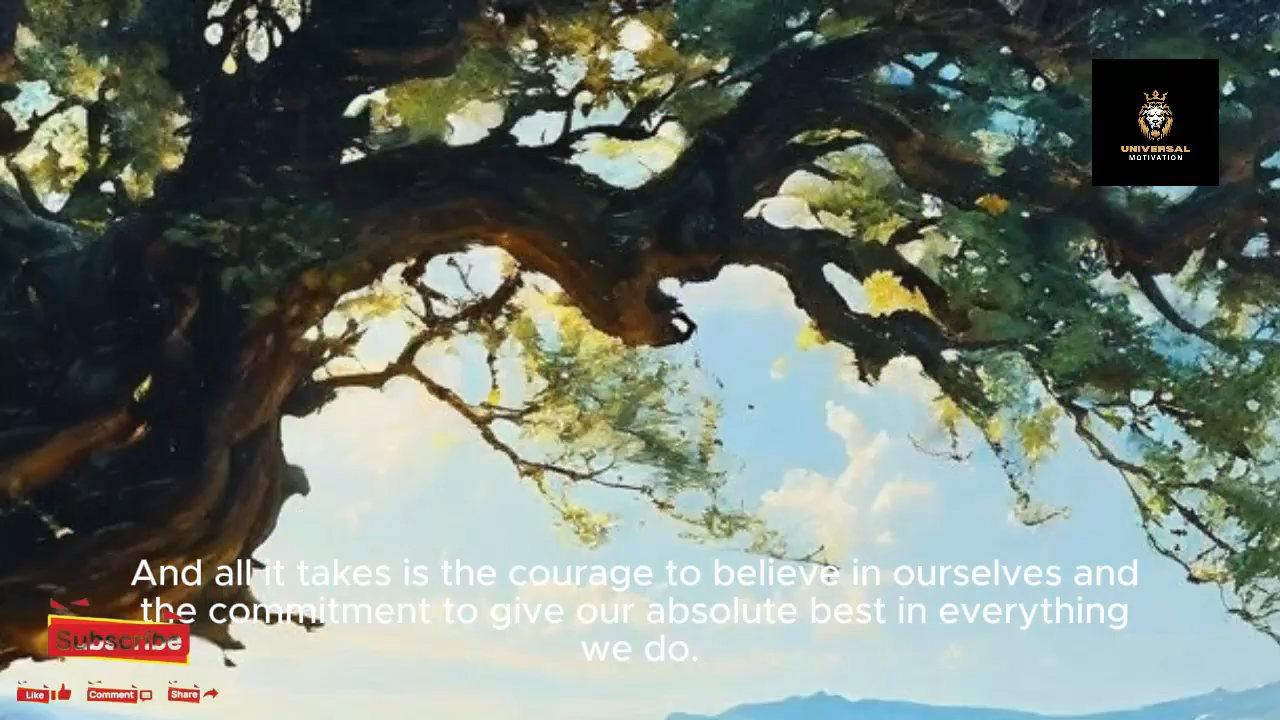 UNIVERSAL
MOTIVATION
And all it takes is the courage to believe in ourselves and
the commitment to give our absolute best in everything
we do.
Subscribe
Like
Comment
Share